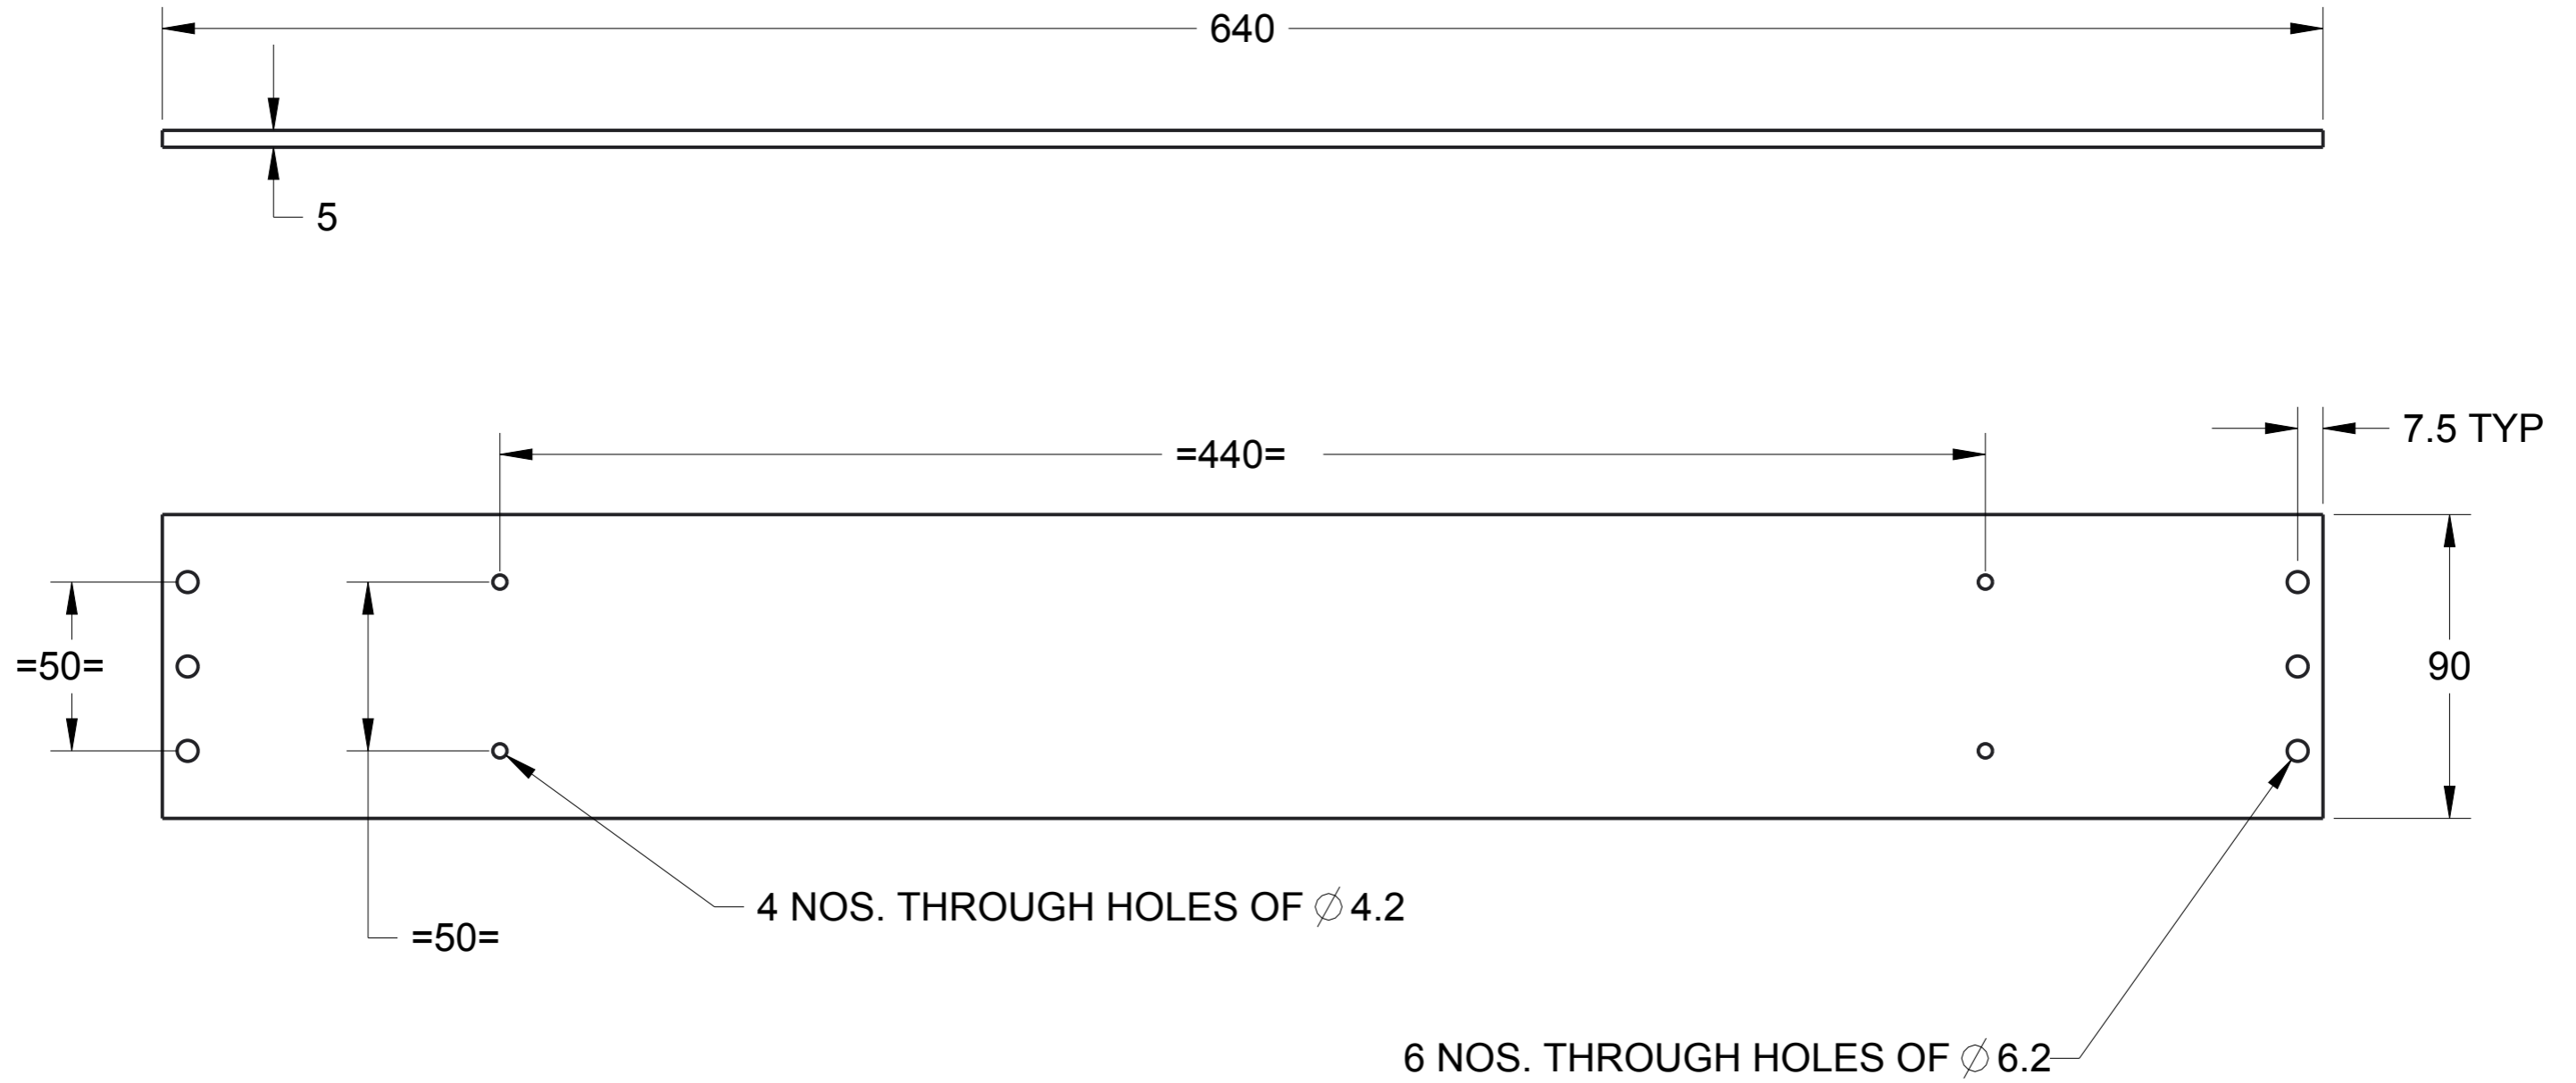 640
5
7.5 TYP
=440=
=50=
90
4 NOS. THROUGH HOLES OF ∅ 4.2
=50=
6 NOS. THROUGH HOLES OF ∅ 6.2